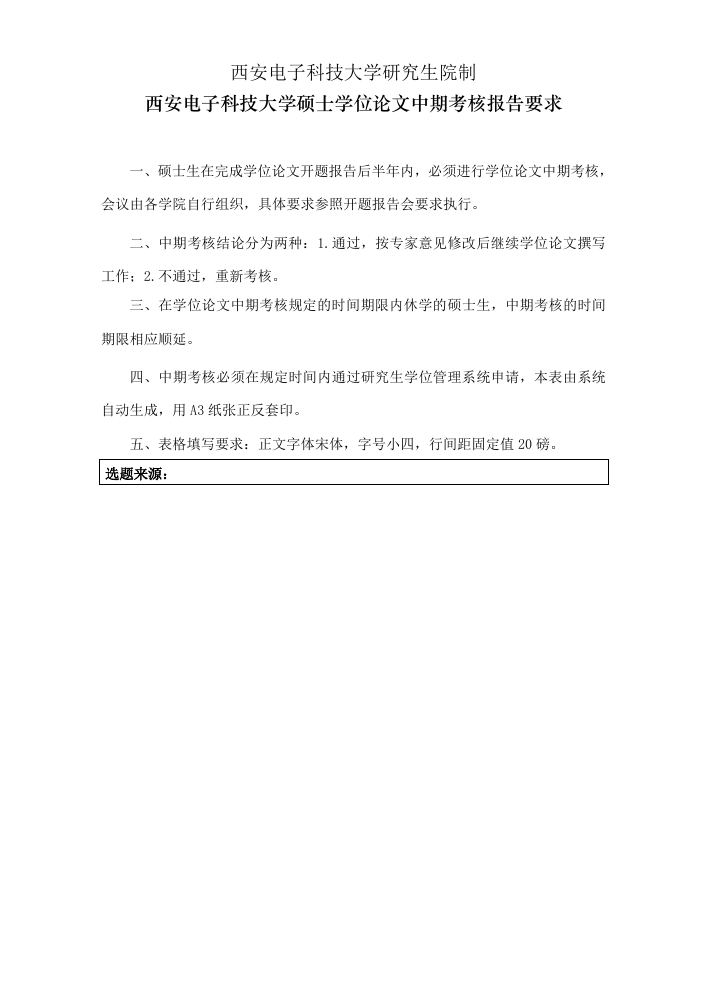 西安电子科技大学研究生院制
西安电子科技大学硕士学位论文中期考核报告要求
一、硕士生在完成学位论文开题报告后半年内，必须进行学位论文中期考核，
会议由各学院自行组织，具体要求参照开题报告会要求执行。
二、中期考核结论分为两种：1.通过，按专家意见修改后继续学位论文撰写
工作；2.不通过，重新考核。
三、在学位论文中期考核规定的时间期限内休学的硕士生，中期考核的时间
期限相应顺延。
四、中期考核必须在规定时间内通过研究生学位管理系统申请，本表由系统
自动生成，用 A3 纸张正反套印。
五、表格填写要求：正文字体宋体，字号小四，行间距固定值 20 磅。
选题来源：